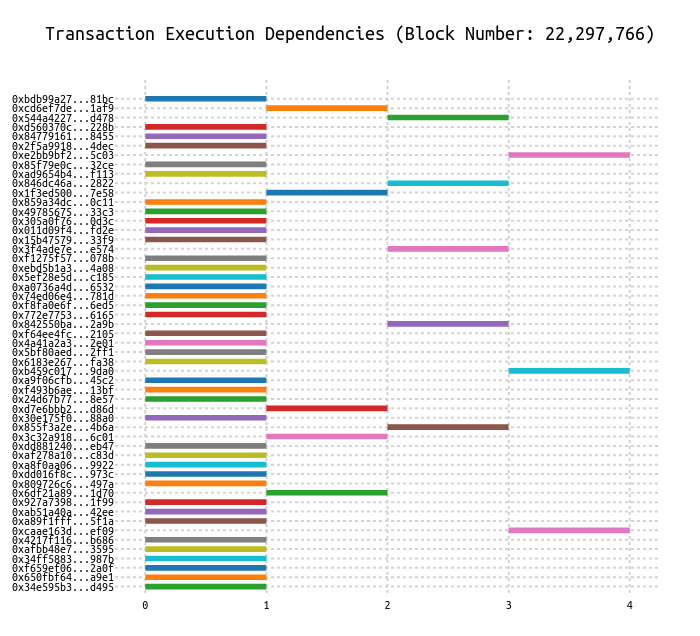 Transaction Execution Dependencies (Block Number: 22,297,766)
0xbdb99a27...81bc
0xcd6ef7de...1af9
0x544a4227...d478
0xd560370c...228b
0x84779161...8455
0x2f5a9918...4dec
0xe2bb9bf2...5c03
0x85f79e0c...32ce
0xad9654b4...f113
0x846dc46a...2822
0x1f3ed500...7e58
0x859a34dc...0c11
0x49785675...33c3
0x305a0f76...0d3c
0x011d09f4...fd2e
0x15b47579...33f9
0x3f4ade7e...e574
0xf1275f57...078b
0xebd5b1a3...4a08
0x5ef28e5d...c185
0xa0736a4d...6532
0x74ed06e4...781d
0xf8fa0e6f...6ed5
0x772e7753...6165
0x842550ba...2a9b
0xf64ee4fc...2105
0x4a41a2a3...2e01
0x5bf80aed...2ff1
0x6183e267...fa38
0xb459c017...9da0
0xa9f06cfb...45c2
0xf493b6ae...13bf
0x24d67b77...8e57
0xd7e6bbb2...d86d
0x30e175f0...88a0
0x855f3a2e...4b6a
0x3c32a918...6c01
0xdd881240...eb47
0xaf278a10...c83d
0xa8f0aa06...9922
0xdd016f8c...973c
0x809726c6...497a
0x6df21a89...1d70
0x927a7398...1f99
0xab51a40a...42ee
0xa89f1fff...5f1a
0xcaae163d...ef09
0x4217f116...b686
0xafbb48e7...3595
0x34ff5883...987b
0xf659ef06...2a0f
0x650fbf64...a9e1
0x34e595b3...d495
0 1 2 3 4